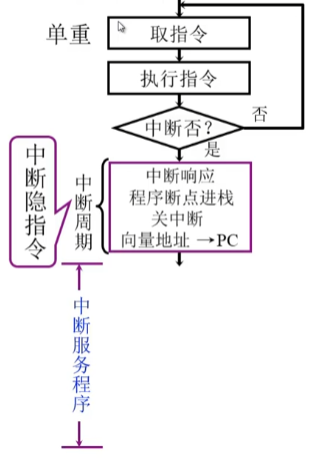 单重
取指令
执行指令
中断否?
否
是
中断隐指令
中断周期
中断响应
程序断点进栈
关中断
向量地址 →PC
中断服务程序